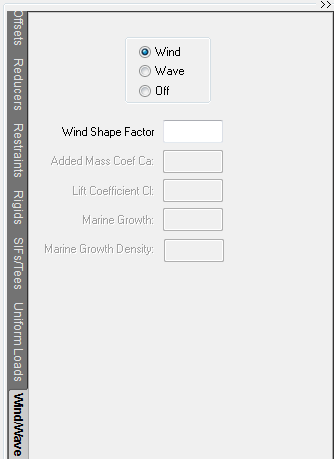 >>
Offsets
Reducers
Restraints
Rigids
SIFs/Tees
Uniform Loads
Wind/Wave
Wind
Wave
Off
Wind Shape Factor
Added Mass Coef Ca:
Lift Coefficient Cl:
Marine Growth:
Marine Growth Density: